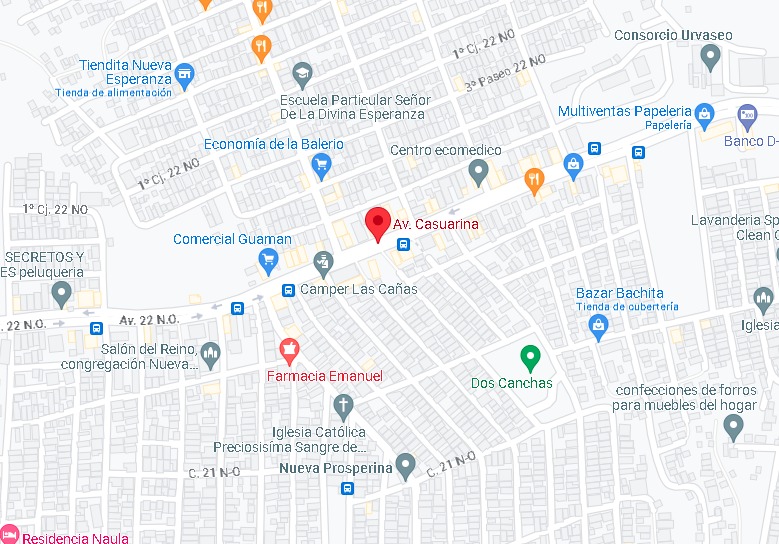 1° Cj. 22 NO
Consorcio Urvaseo
Tiendita Nueva
Esperanza
Tienda de alimentación
3° Paseo 22 NO
Escuela Particular Señor
De La Divina Esperanza
Multiventas Papeleria
Papelería
Banco D-
Economía de la Balerio
Centro ecomedico
1° Cj. 22 NO
1° Cj. 22 NO
Av. Casuarina
Lavanderia Sp
Clean C
Comercial Guaman
SECRETOS Y
ES peluqueria
Camper Las Cañas
Bazar Bachita
Tienda de cubertería
. 22 N.O.
Av. 22 N.O.
Iglesia
Salón del Reino,
congregación Nueva...
Farmacia Emanuel
Dos Canchas
confecciones de forros
para muebles del hogar
Iglesia Católica
Preciosisíma Sangre de...
Nueva Prosperina
C. 21 N-O
C. 21 N-O
Residencia Naula